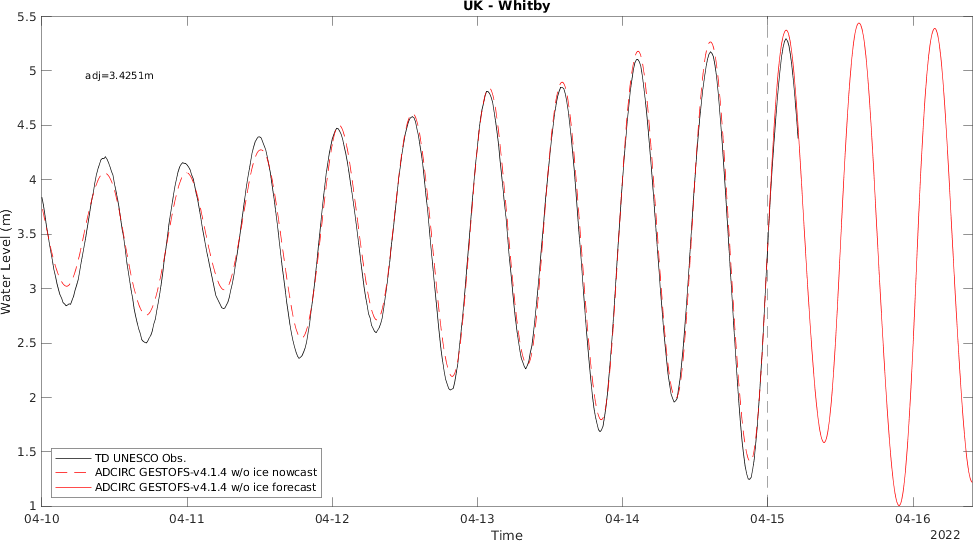 UK - Whitby
5.5
5
4.5
4
3.5
3
2.5
2
1.5
1
Water Level (m)
adj=3.4251m
TD UNESCO Obs.
ADCIRC GESTOFS-v4.1.4 w/o ice nowcast
ADCIRC GESTOFS-v4.1.4 w/o ice forecast
04-10 04-11 04-12 04-13 04-14 04-15 04-16
Time
2022